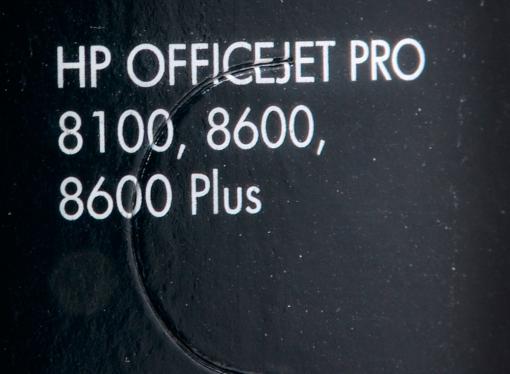 HP OFFICEJET PRO
8100, 8600,
8600 Plus